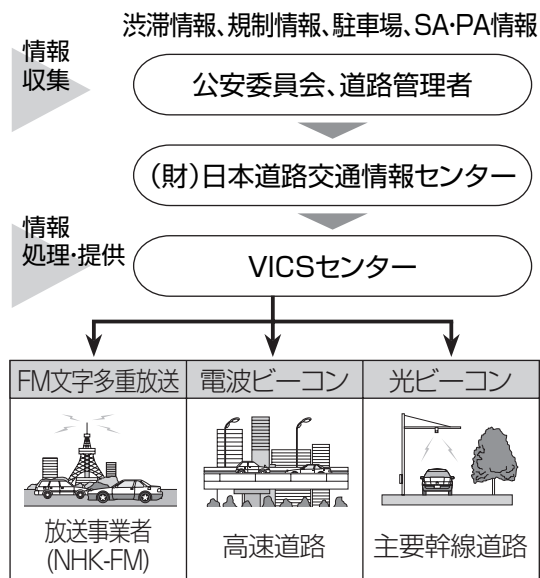 渋滞情報、規制情報、駐車場、SA・PA情報
情報
収集
公安委員会、道路管理者
(財)日本道路交通情報センター
情報
処理・提供
VICSセンター
FM文字多重放送 電波ビーコン 光ビーコン
放送事業者
(NHK-FM)
高速道路 主要幹線道路